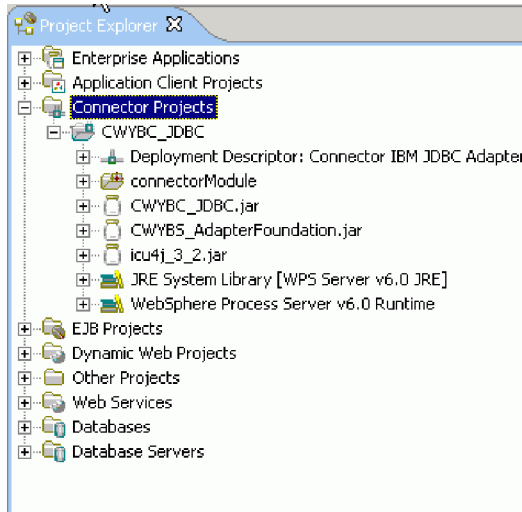 Project Explorer
Enterprise Applications
Application Client Projects
Connector Projects
CWYBC_JDBC
Deployment Descriptor: Connector IBM JDBC Adapter
connectorModule
CWYBC_JDBC.jar
CWYBS_AdapterFoundation.jar
icu4j_3_2.jar
JRE System Library [WPS Server v6.0 JRE]
WebSphere Process Server v6.0 Runtime
EJB Projects
Dynamic Web Projects
Other Projects
Web Services
Databases
Database Servers